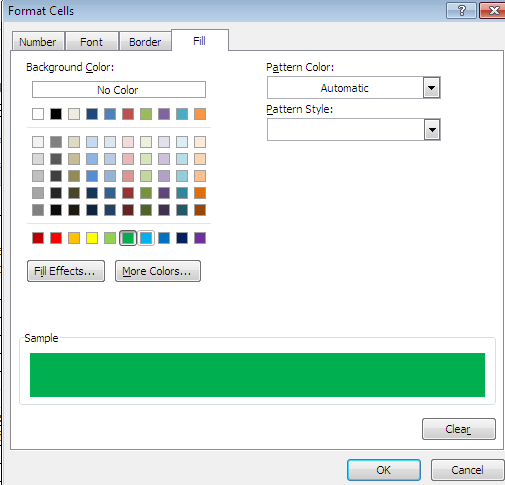 Format Cells
Number Font Border Fill
Background Color:
No Color
Pattern Color:
Automatic
Pattern Style:
Fill Effects... More Colors...
Sample
Clear
OK Cancel